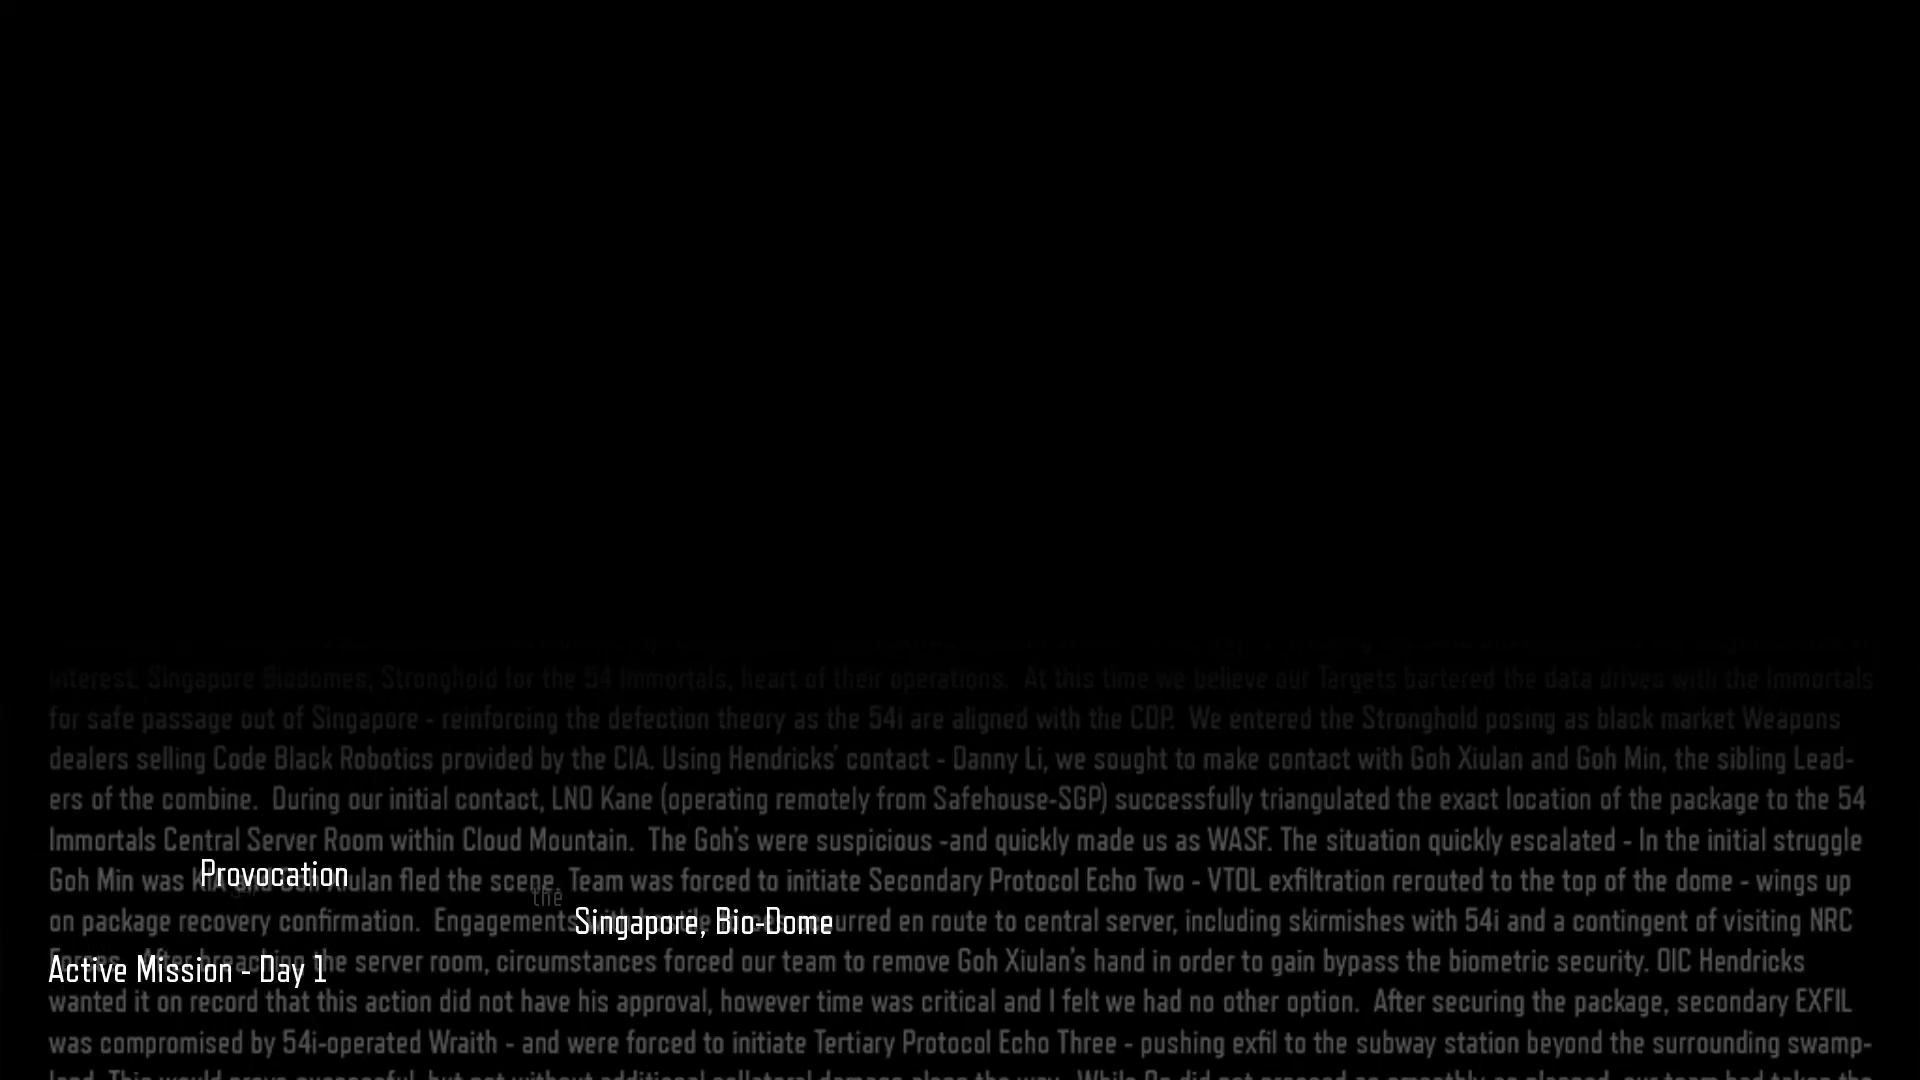 interest. Singapore Biodomes, Stronghold for the 54 Immortals, heart of their operations.  At this time we believe our Targets bartered the data drives with the Immortals
for safe passage out of Singapore - reinforcing the defection theory as the 54i are aligned with the CDP.  We entered the Stronghold posing as black market Weapons
dealers selling Code Black Robotics provided by the CIA. Using Hendricks’ contact - Danny Li, we sought to make contact with Goh Xiulan and Goh Min, the sibling Lead-
ers of the combine.  During our initial contact, LNO Kane (operating remotely from Safehouse-SGP) successfully triangulated the exact location of the package to the 54
Immortals Central Server Room within Cloud Mountain.  The Goh’s were suspicious -and quickly made us as WASF. The situation quickly escalated - In the initial struggle
Provocation
Goh Min was fled the scene. Team was forced to initiate Secondary Protocol Echo Two - VTOL exfiltration rerouted to the top of the dome - wings up
the
Singapore, Bio-Dome
on package recovery confirmation.  Engagements en route to central server, including skirmishes with 54i and a contingent of visiting NRC
Active Mission - Day 1
the server room, circumstances forced our team to remove Goh Xiulan’s hand in order to gain bypass the biometric security. OIC Hendricks
wanted it on record that this action did not have his approval, however time was critical and I felt we had no other option.  After securing the package, secondary EXFIL
was compromised by 54i-operated Wraith - and were forced to initiate Tertiary Protocol Echo Three - pushing exfil to the subway station beyond the surrounding swamp-